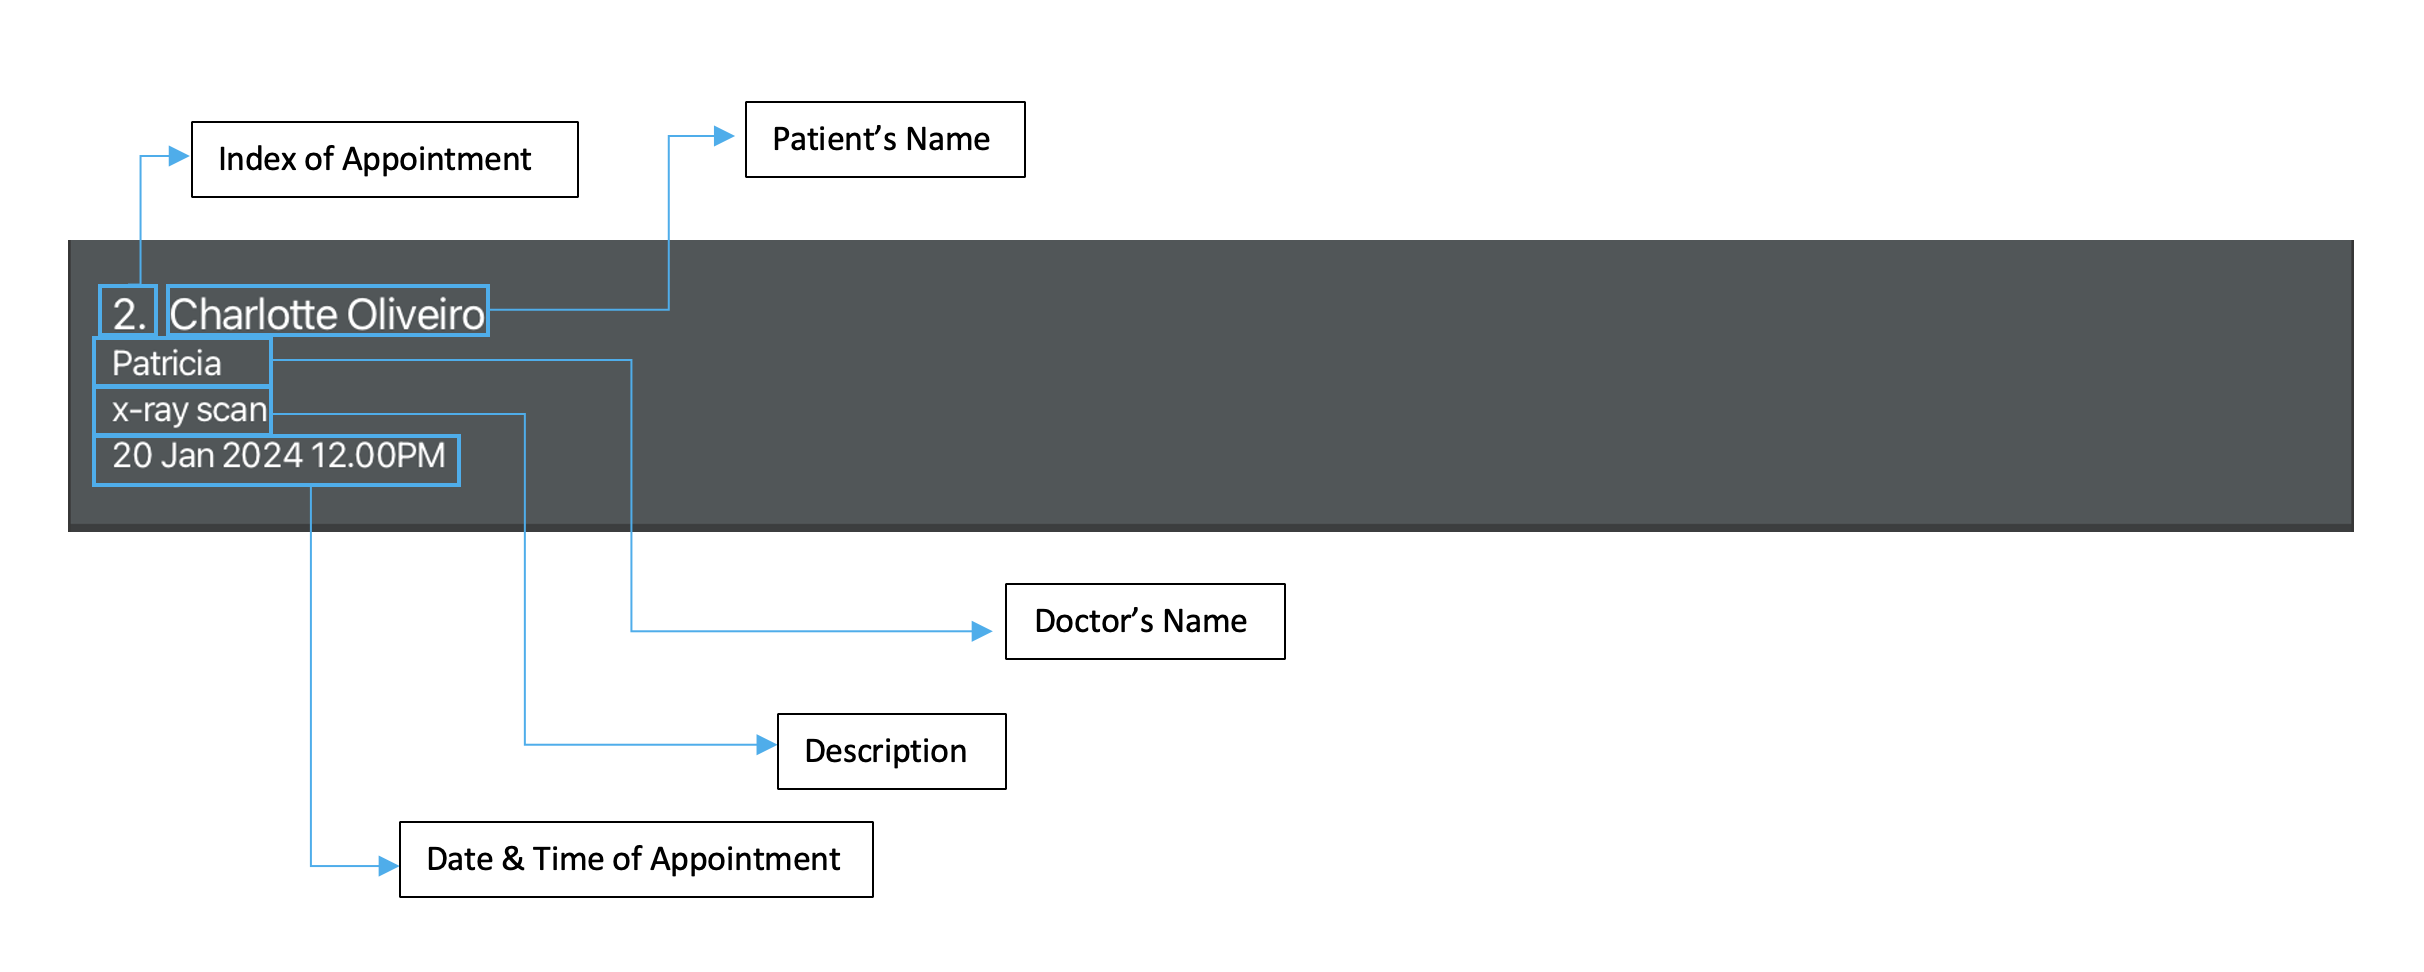 Patient’s Name
Index of Appointment
2. Charlotte Oliveiro
Patricia
x-ray scan
20 Jan 2024 12.00PM
Doctor’s Name
Description
Date & Time of Appointment